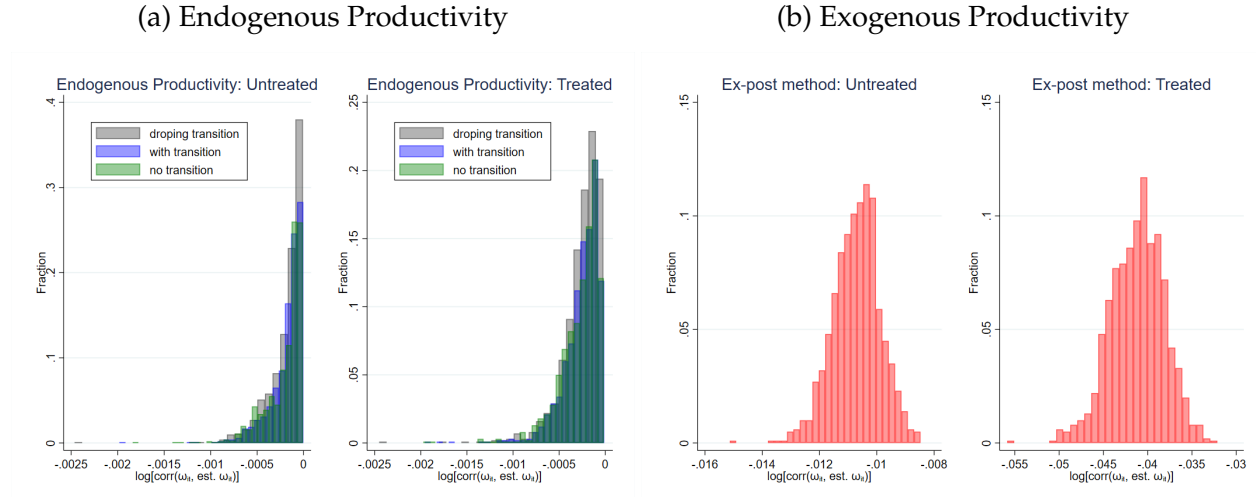 (a) Endogenous Productivity
Endogenous Productivity: Untreated
Fraction
.4
.3
.2
.1
0
droping transition
with transition
no transition
-.0025 -.002 -.0015 -.001 -.0005 0
log[corr(ωit, est. ωit)]
Endogenous Productivity: Treated
Fraction
.25
.2
.15
.1
.05
0
droping transition
with transition
no transition
-.0025 -.002 -.0015 -.001 -.0005 0
log[corr(ωit, est. ωit)]
(b) Exogenous Productivity
Ex-post method: Untreated
Fraction
.15
.1
.05
0
-.016 -.014 -.012 -.01 -.008
log[corr(ωit, est. ωit)]
Ex-post method: Treated
Fraction
.15
.1
.05
0
-.055 -.05 -.045 -.04 -.035 -.03
log[corr(ωit, est. ωit)]